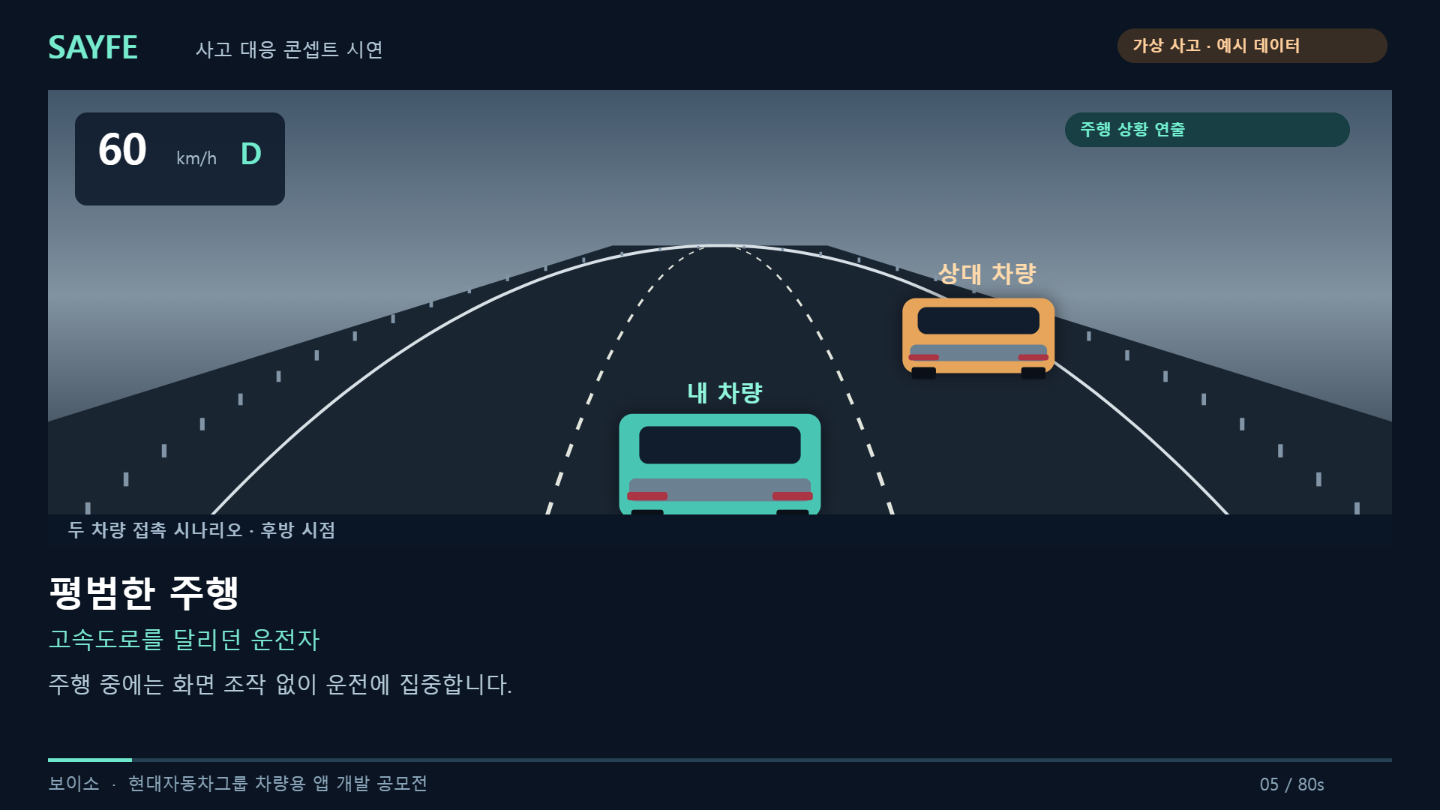 SAYFE 사고 대응 콘셉트 시연
가상 사고 · 예시 데이터
60 km/h D
주행 상황 연출
상대 차량
내 차량
두 차량 접촉 시나리오 · 후방 시점
평범한 주행
고속도로를 달리던 운전자
주행 중에는 화면 조작 없이 운전에 집중합니다.
보이소 · 현대자동차그룹 차량용 앱 개발 공모전
05 / 80s